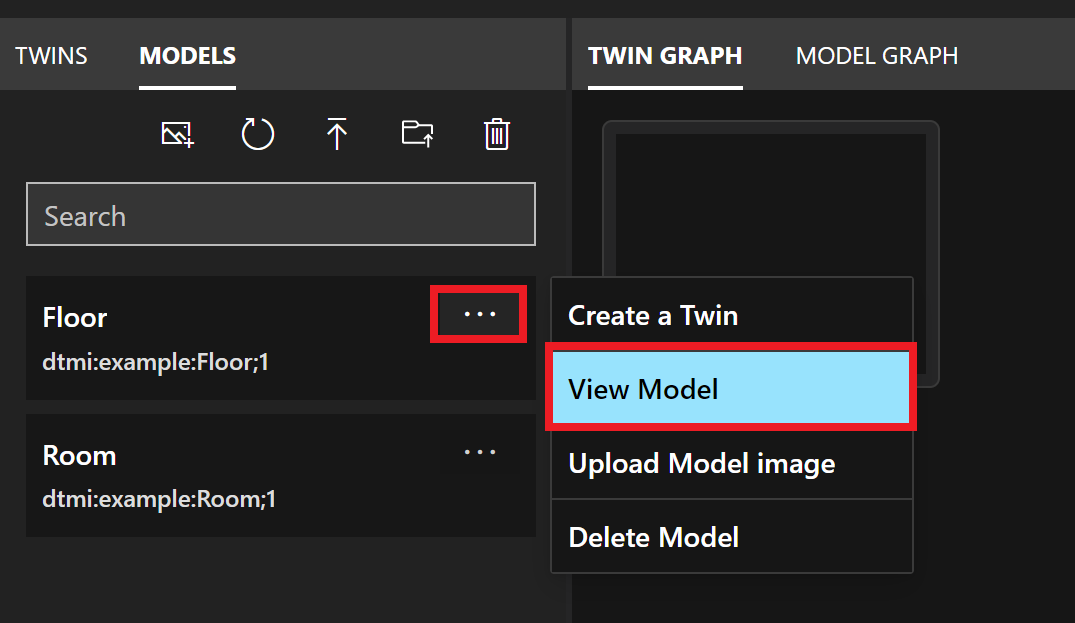 TWINS
MODELS
TWIN GRAPH
MODEL GRAPH
Search
Floor
...
dtmi:example:Floor;1
Room
...
dtmi:example:Room;1
Create a Twin
View Model
Upload Model image
Delete Model